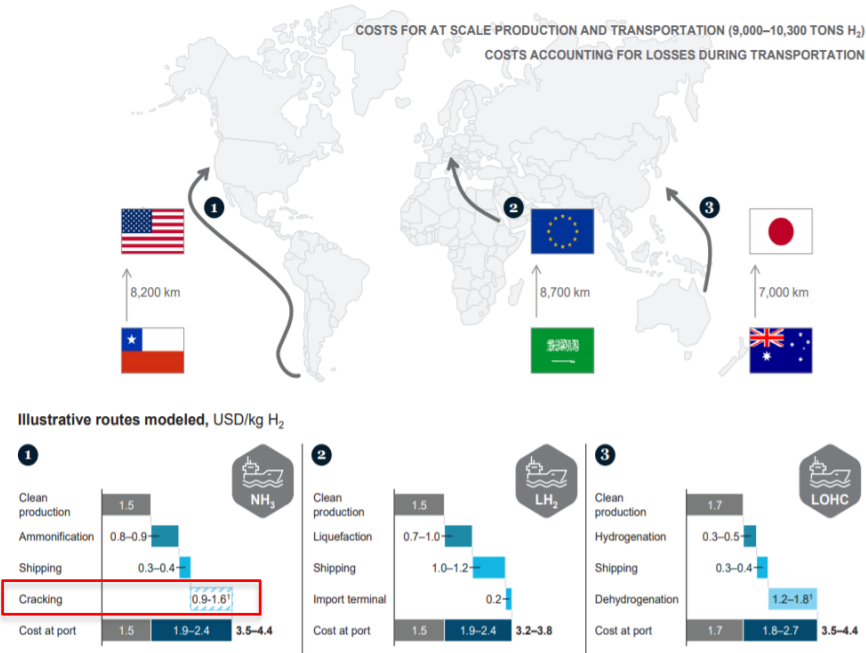 COSTS FOR AT SCALE PRODUCTION AND TRANSPORTATION (9,000–10,300 TONS H₂)
COSTS ACCOUNTING FOR LOSSES DURING TRANSPORTATION
1
2
3
8,200 km
8,700 km
7,000 km
Illustrative routes modeled, USD/kg H₂
1
NH₃
Clean production 1.5
Ammonification 0.8–0.9
Shipping 0.3–0.4
Cracking 0.9-1.6¹
Cost at port 1.5 1.9–2.4 3.5–4.4
2
LH₂
Clean production 1.5
Liquefaction 0.7–1.0
Shipping 1.0–1.2
Import terminal 0.2
Cost at port 1.5 1.9–2.4 3.2–3.8
3
LOHC
Clean production 1.7
Hydrogenation 0.3–0.5
Shipping 0.3–0.4
Dehydrogenation 1.2–1.8¹
Cost at port 1.7 1.8–2.7 3.5–4.4